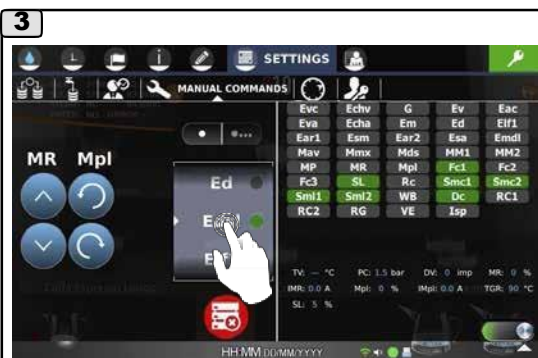 3
SETTINGS
MANUAL COMMANDS
MR Mpl
Ed
Evc Echv G Ev Eac
Eva Echa Em Ed Elf1
Ear1 Esm Ear2 Esa Emdl
Mav Mmx Mds MM1 MM2
MP MR Mpl Fc1 Fc2
Fc3 SL Rc Smc1 Smc2
Sml1 Sml2 WB Dc RC1
RC2 RG VE Isp
TV: — °C PC: 1.5 bar DV: 0 imp MR: 0 %
IMR: 0.0 A Mpl: 0 % IMpl: 0.0 A TGR: 90 °C
SL: 5 %
HH:MM DD/MM/YYYY